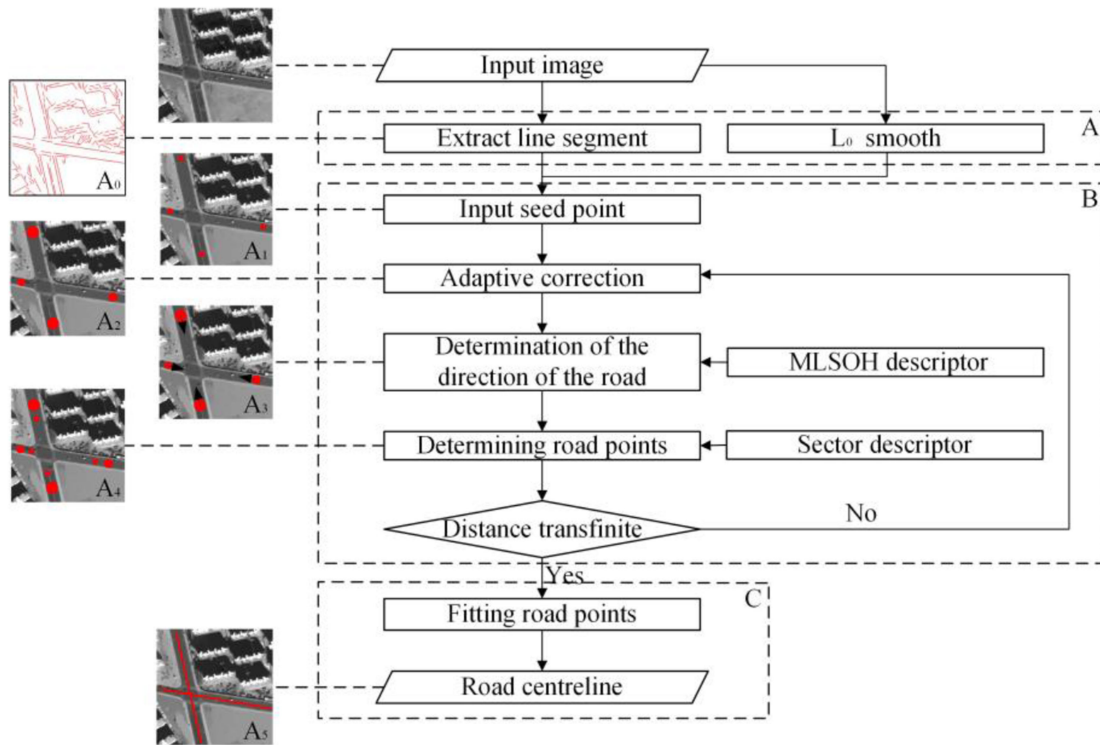 Input image
A
Extract line segment
L₀ smooth
A₀
B
Input seed point
A₁
Adaptive correction
A₂
Determination of the
direction of the road
MLSOH descriptor
A₃
Determining road points
Sector descriptor
A₄
Distance transfinite
No
Yes
C
Fitting road points
Road centreline
A₅